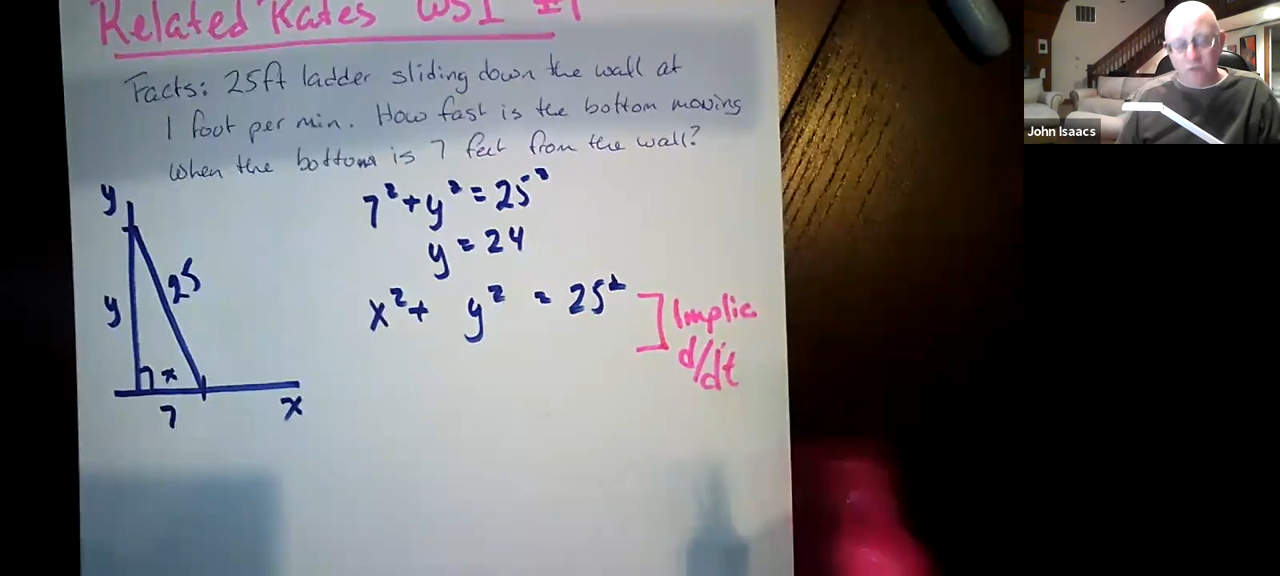 Related Rates WS1 #1
Facts: 25ft ladder sliding down the wall at
1 foot per min. How fast is the bottom moving
when the bottom is 7 feet from the wall?
7² + y² = 25²
y = 24
x² + y² = 25²
Implic
d/dt
y
y
25
x
7
x
John Isaacs